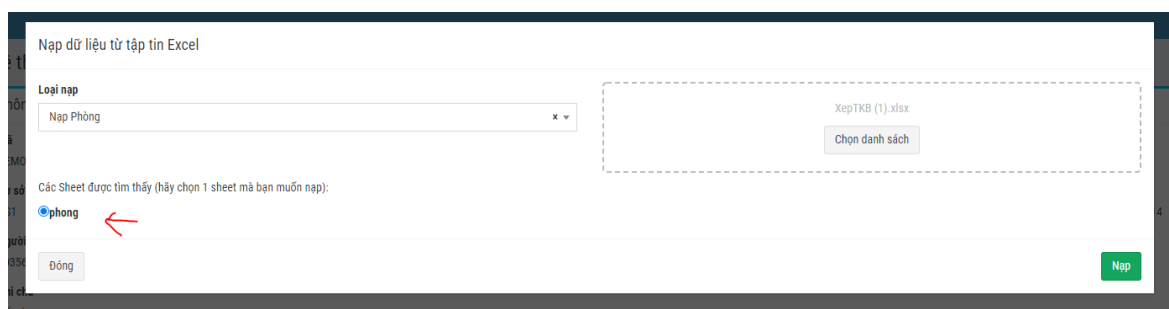 Nạp dữ liệu từ tập tin Excel
Loại nạp
Nạp Phòng
x
XepTKB (1).xlsx
Chọn danh sách
Các Sheet được tìm thấy (hãy chọn 1 sheet mà bạn muốn nạp):
phong
Đóng
Nạp